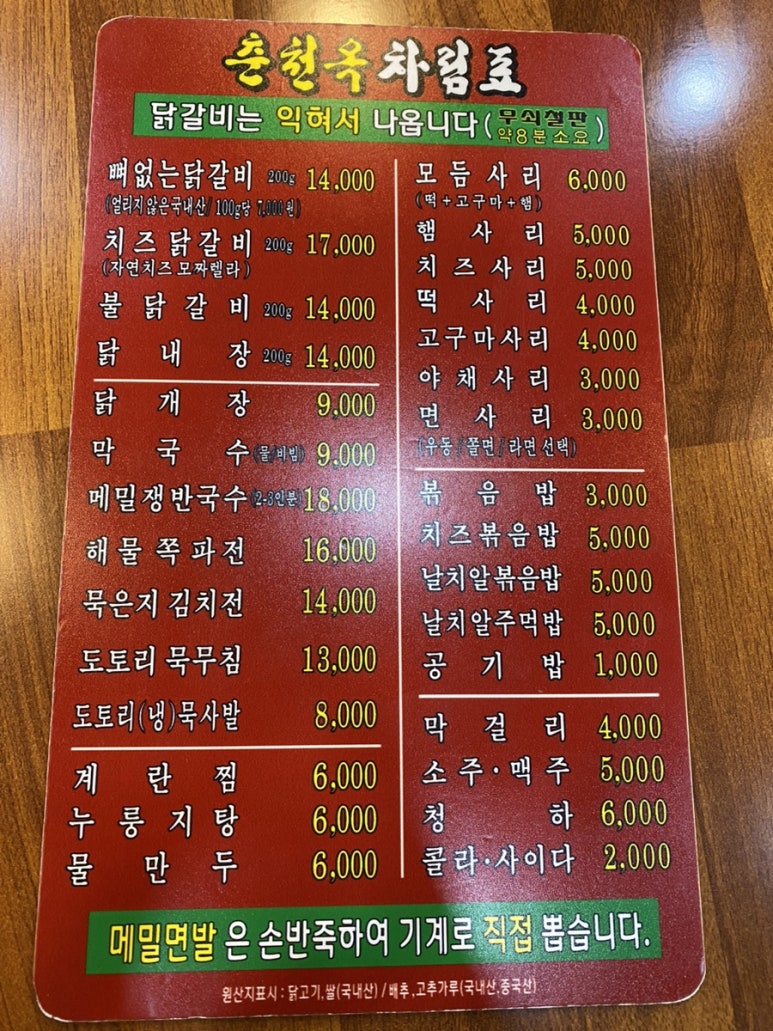 춘천옥 차림표
닭갈비는 익혀서 나옵니다 (무쇠철판 약8분소요)
뼈없는닭갈비 200g 14,000
(얼리지않은국내산/100g당 7,000원)
치즈닭갈비 200g 17,000
(자연치즈 모짜렐라)
불닭갈비 200g 14,000
닭내장 200g 14,000
닭개장 9,000
막국수 (물/비빔) 9,000
메밀쟁반국수 (2-3인분) 18,000
해물쪽파전 16,000
묵은지 김치전 14,000
도토리 묵무침 13,000
도토리(냉)묵사발 8,000
계란찜 6,000
누룽지탕 6,000
물만두 6,000
모듬사리 6,000
(떡+고구마+햄)
햄사리 5,000
치즈사리 5,000
떡사리 4,000
고구마사리 4,000
야채사리 3,000
면사리 3,000
(우동/쫄면/라면 선택)
볶음밥 3,000
치즈볶음밥 5,000
날치알볶음밥 5,000
날치알주먹밥 5,000
공기밥 1,000
막걸리 4,000
소주·맥주 5,000
청하 6,000
콜라·사이다 2,000
메밀면발은 손반죽하여 기계로 직접 뽑습니다.
원산지표시 : 닭고기,쌀(국내산) / 배추,고추가루(국내산,중국산)